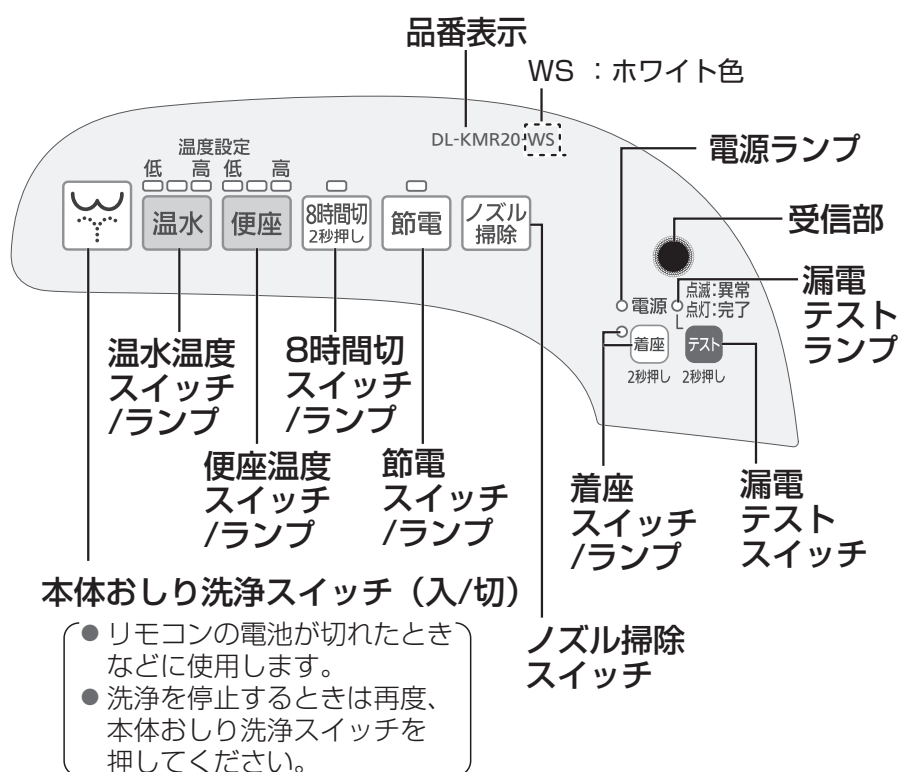 品番表示
WS ：ホワイト色
DL-KMR20-WS
電源ランプ
受信部
温度設定
低 高 低 高
温水
便座
8時間切
2秒押し
節電
ノズル
掃除
電源
点滅:異常
点灯:完了
着座
テスト
2秒押し 2秒押し
漏電
テスト
ランプ
温水温度
スイッチ
/ランプ
8時間切
スイッチ
/ランプ
便座温度
スイッチ
/ランプ
節電
スイッチ
/ランプ
着座
スイッチ
/ランプ
漏電
テスト
スイッチ
本体おしり洗浄スイッチ（入/切）
● リモコンの電池が切れたとき
などに使用します。
● 洗浄を停止するときは再度、
本体おしり洗浄スイッチを
押してください。
ノズル掃除
スイッチ